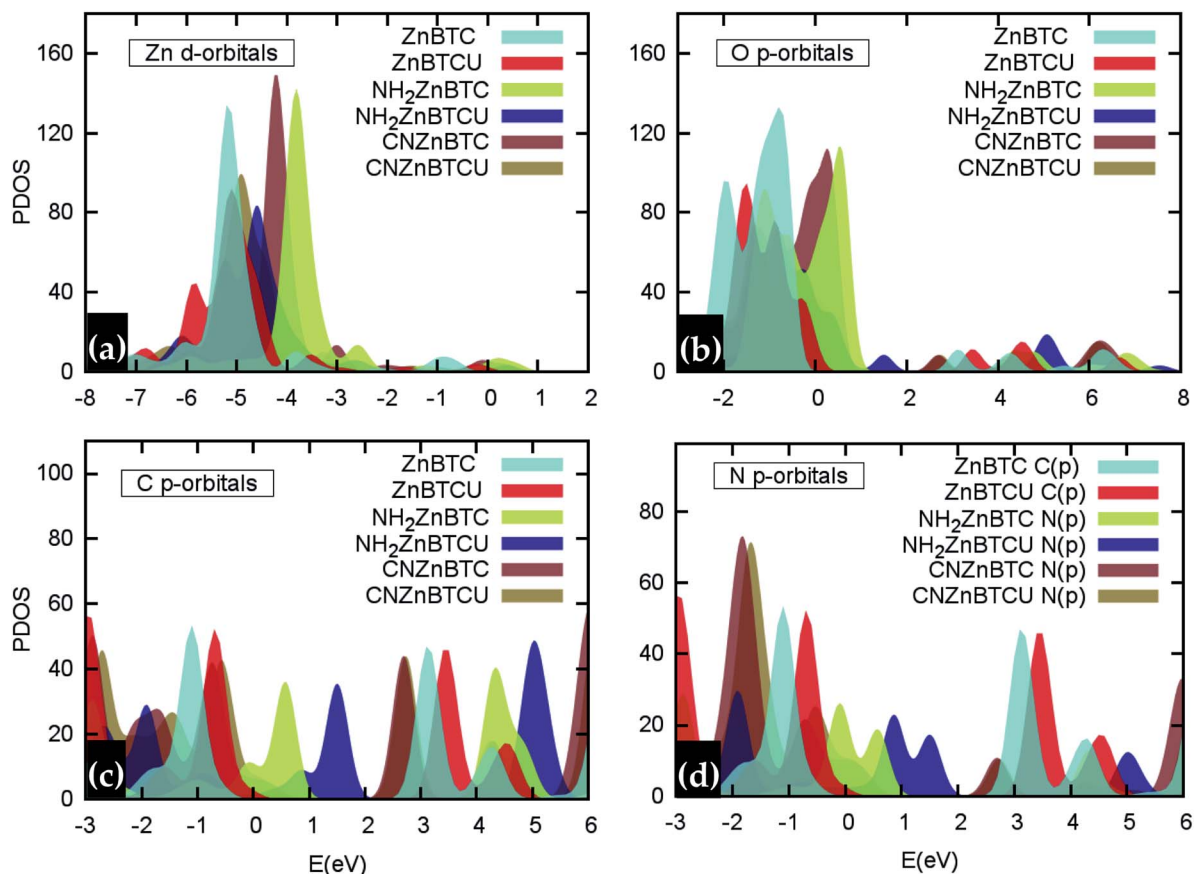 Zn d-orbitals
ZnBTC
ZnBTCU
NH₂ZnBTC
NH₂ZnBTCU
CNZnBTC
CNZnBTCU
PDOS
160
120
80
40
0
(a)
-8 -7 -6 -5 -4 -3 -2 -1 0 1 2
O p-orbitals
ZnBTC
ZnBTCU
NH₂ZnBTC
NH₂ZnBTCU
CNZnBTC
CNZnBTCU
160
120
80
40
0
(b)
-2 0 2 4 6 8
C p-orbitals
ZnBTC
ZnBTCU
NH₂ZnBTC
NH₂ZnBTCU
CNZnBTC
CNZnBTCU
PDOS
100
80
60
40
20
0
(c)
-3 -2 -1 0 1 2 3 4 5 6
E(eV)
N p-orbitals
ZnBTC C(p)
ZnBTCU C(p)
NH₂ZnBTC N(p)
NH₂ZnBTCU N(p)
CNZnBTC N(p)
CNZnBTCU N(p)
80
60
40
20
0
(d)
-3 -2 -1 0 1 2 3 4 5 6
E(eV)